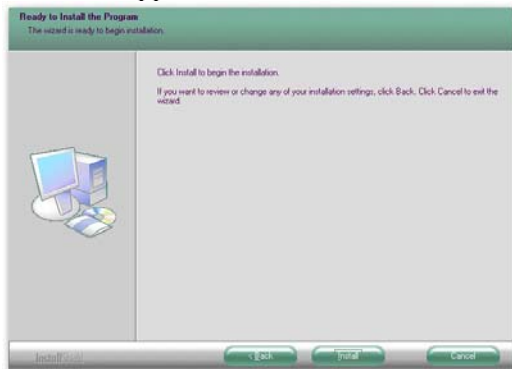 Ready to Install the Program
The wizard is ready to begin installation.
Click Install to begin the installation.
If you want to review or change any of your installation settings, click Back. Click Cancel to exit the
wizard.
InstallShield
< Back
Install
Cancel